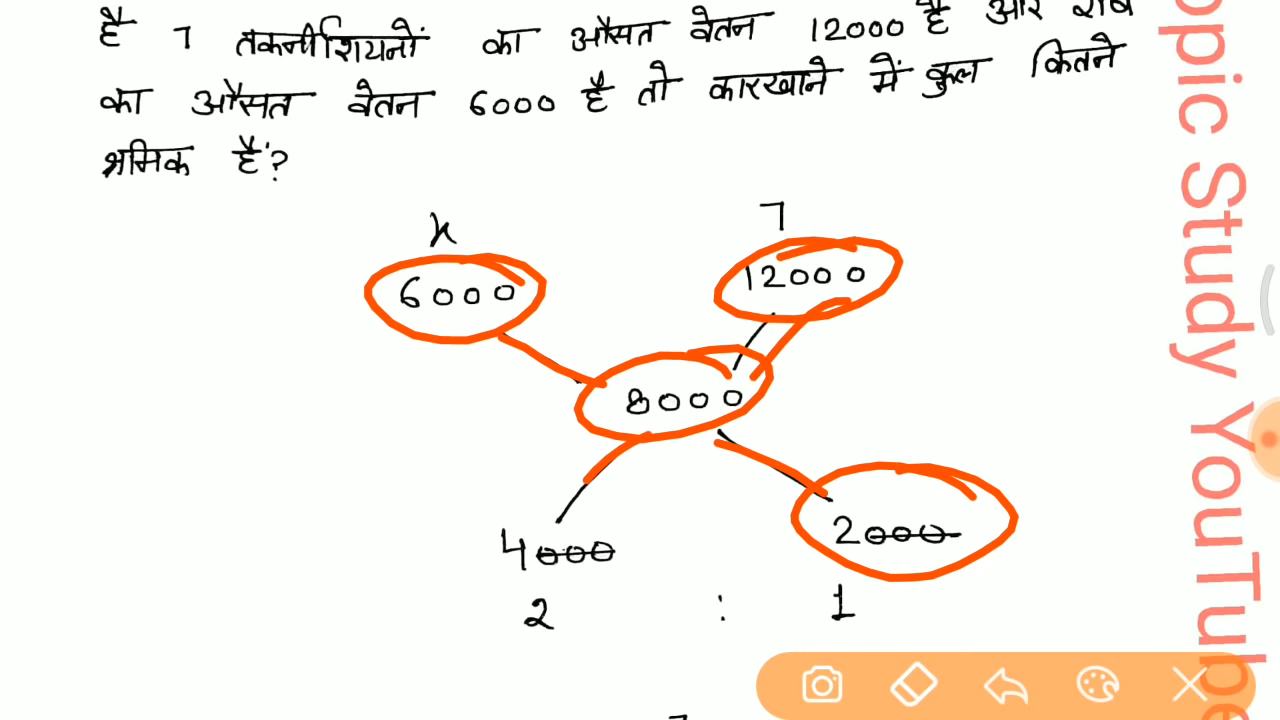 है 7 तकनीशियनों का औसत वेतन 12000 है और शेष
का औसत वेतन 6000 है तो कारखाने में कुल कितने
श्रमिक हैं?
x 7
6000 12000
8000
4000 2000
2 : 1
opic Study YouTube